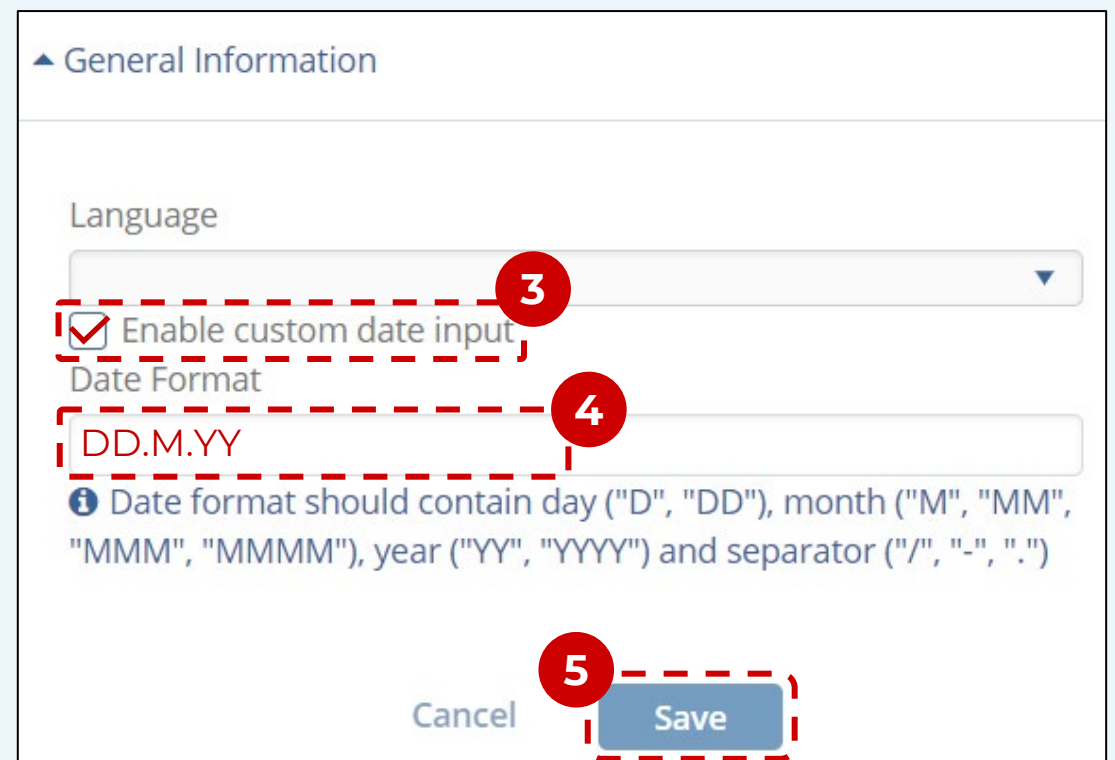 General Information
Language
3
Enable custom date input
Date Format
4
DD.M.YY
Date format should contain day ("D", "DD"), month ("M", "MM",
"MMM", "MMMM"), year ("YY", "YYYY") and separator ("/", "-", ".")
5
Cancel
Save